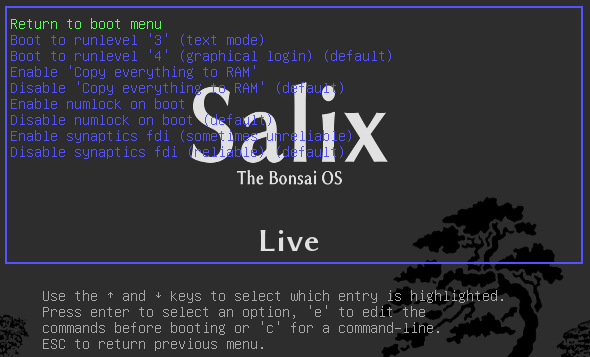 Return to boot menu
Boot to runlevel '3' (text mode)
Boot to runlevel '4' (graphical login) (default)
Enable 'Copy everything to RAM'
Disable 'Copy everything to RAM' (default)
Enable numlock on boot
Disable numlock on boot (default)
Enable synaptics fdi (sometimes unreliable)
Disable synaptics fdi (reliable) (default)
Salix
The Bonsai OS
Live
Use the ↑ and ↓ keys to select which entry is highlighted.
Press enter to select an option, 'e' to edit the
commands before booting or 'c' for a command-line.
ESC to return previous menu.